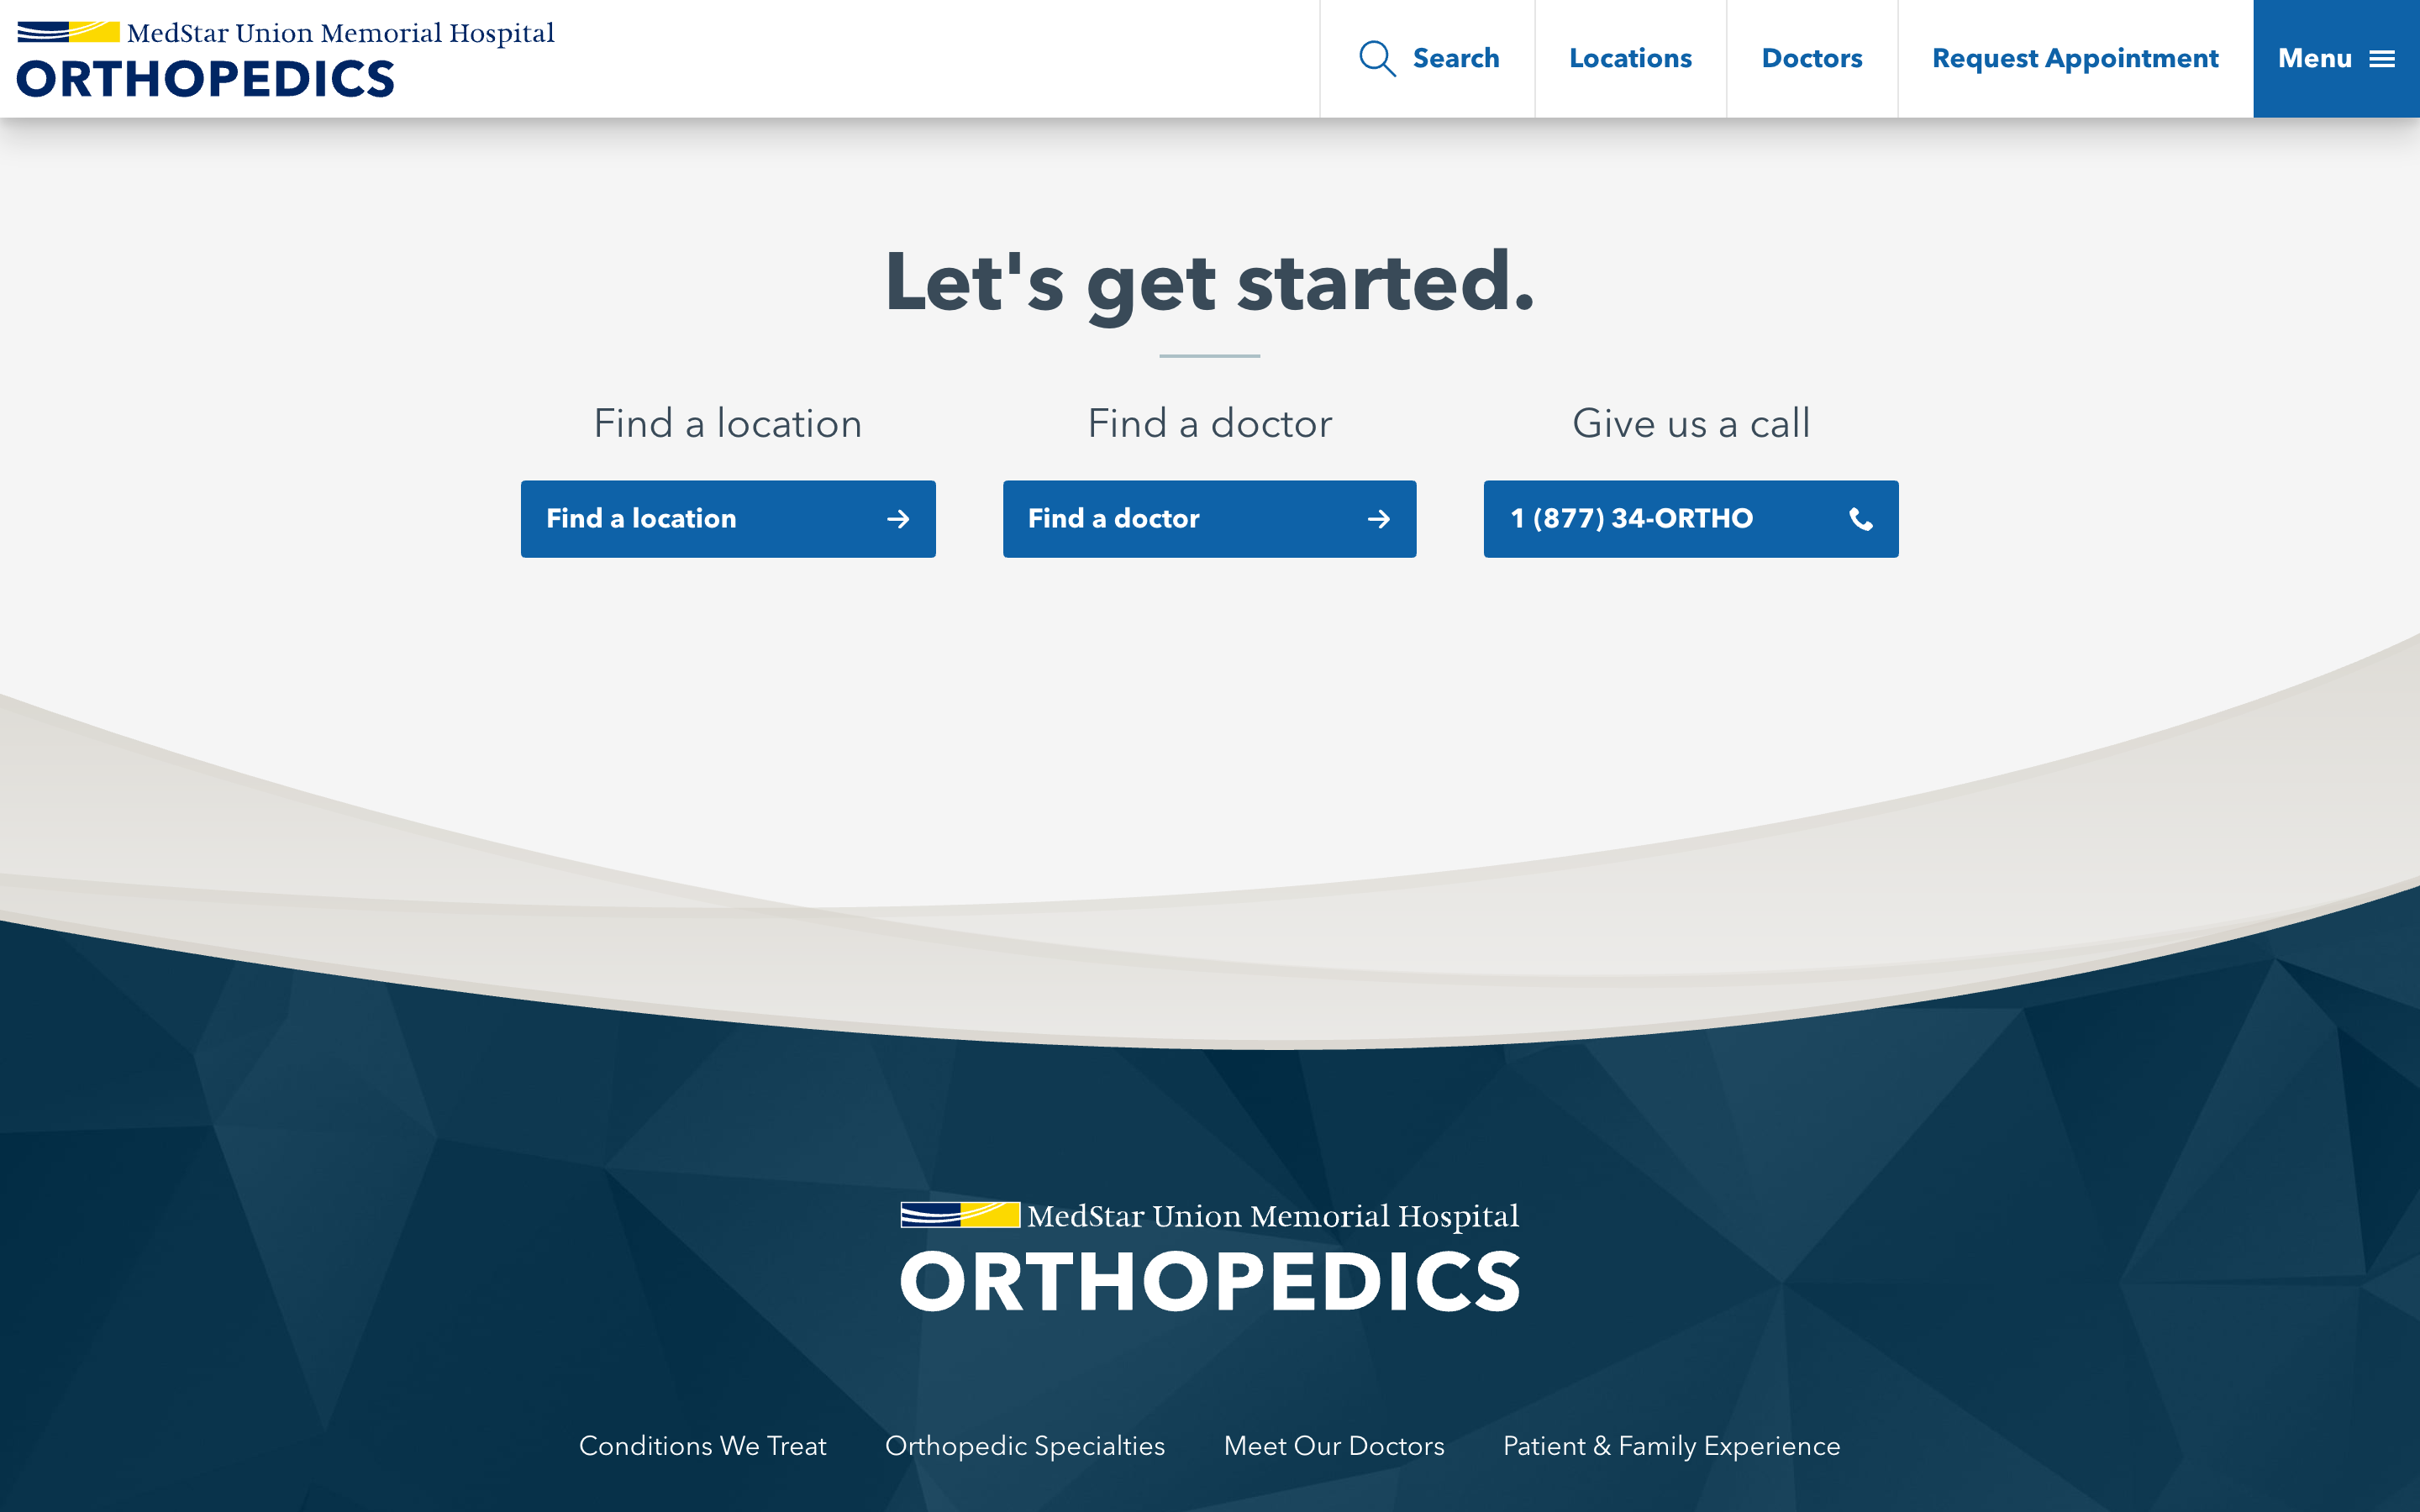 MedStar Union Memorial Hospital
ORTHOPEDICS
Search
Locations
Doctors
Request Appointment
Menu
Let's get started.
Find a location
Find a doctor
Give us a call
Find a location
Find a doctor
1 (877) 34-ORTHO
MedStar Union Memorial Hospital
ORTHOPEDICS
Conditions We Treat
Orthopedic Specialties
Meet Our Doctors
Patient & Family Experience